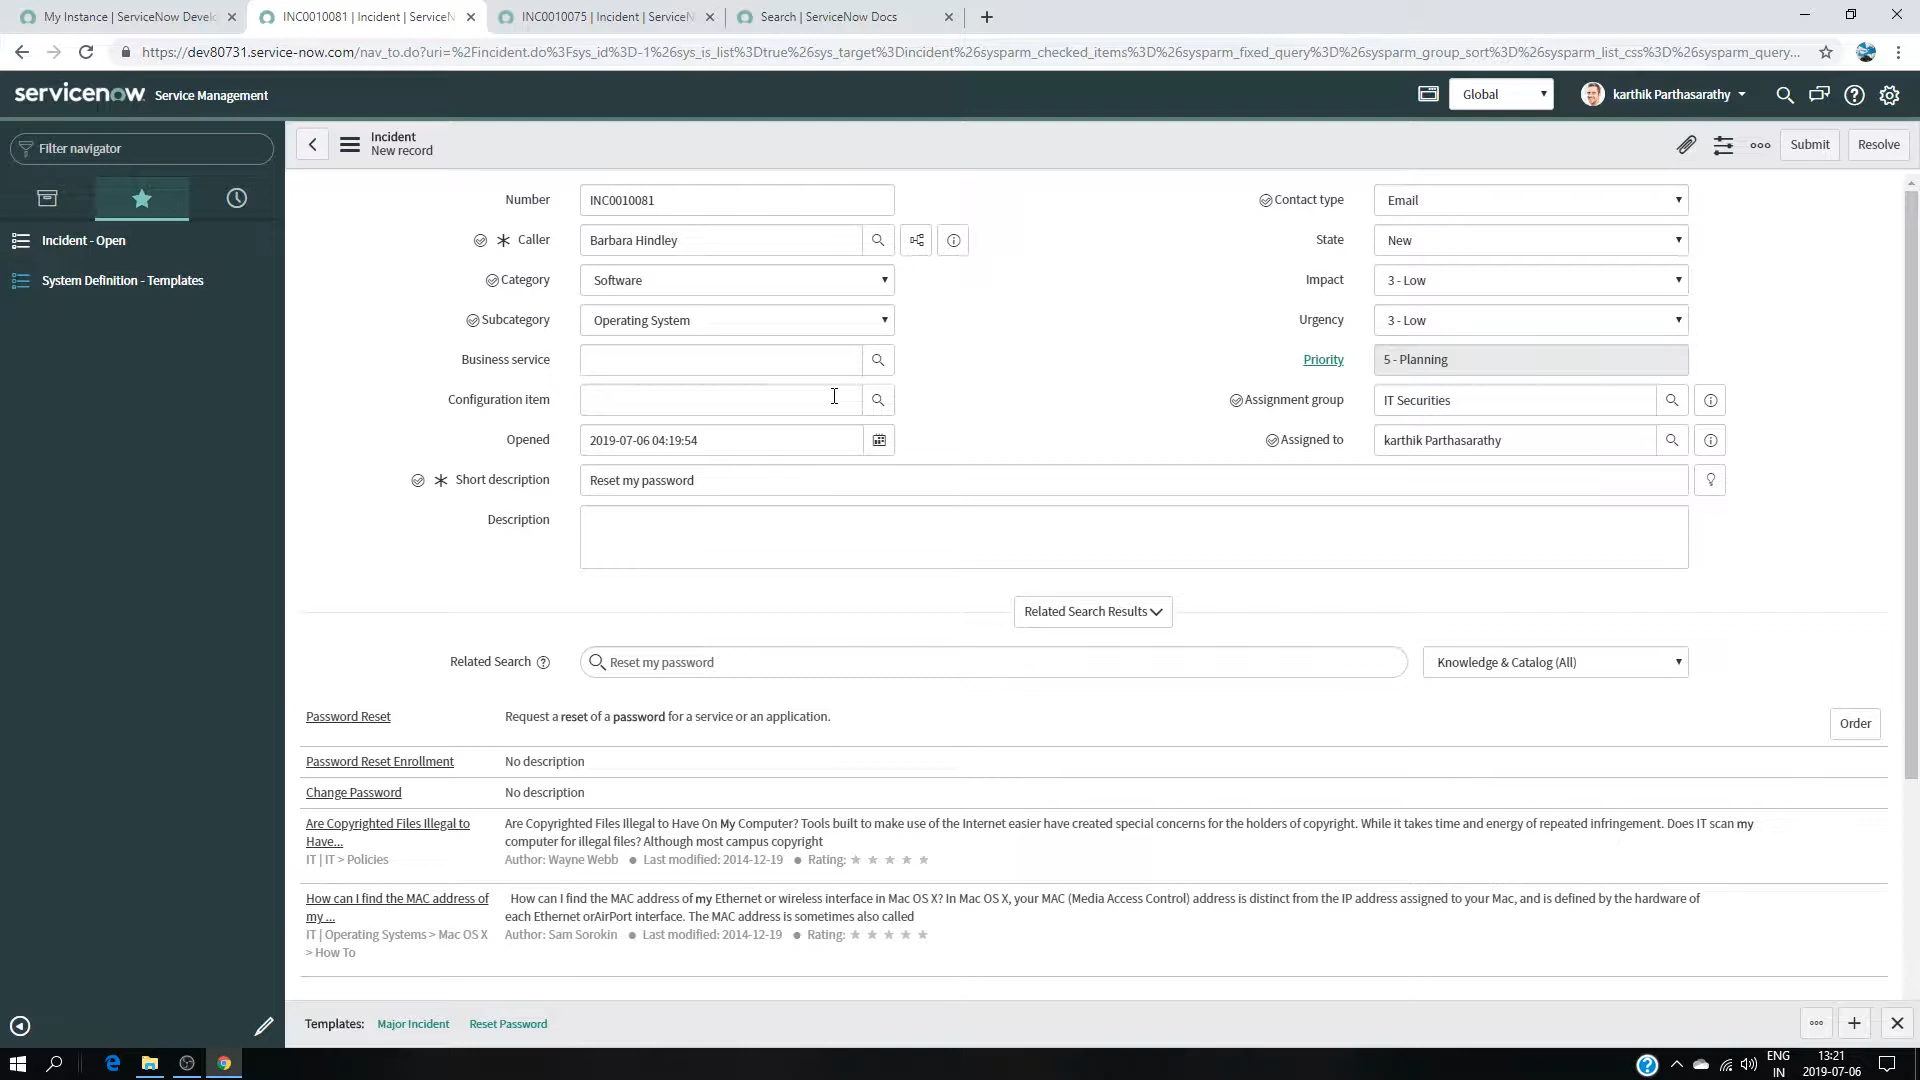 My Instance | ServiceNow Devel
INC0010081 | Incident | ServiceN
INC0010075 | Incident | ServiceN
Search | ServiceNow Docs
https://dev80731.service-now.com/nav_to.do?uri=%2Fincident.do%3Fsys_id%3D-1%26sys_is_list%3Dtrue%26sys_target%3Dincident%26sysparm_checked_items%3D%26sysparm_fixed_query%3D%26sysparm_group_sort%3D%26sysparm_list_css%3D%26sysparm_query...
servicenow Service Management
Global
karthik Parthasarathy
Filter navigator
Incident - Open
System Definition - Templates
Incident
New record
Submit
Resolve
Number INC0010081
Contact type Email
Caller Barbara Hindley
State New
Category Software
Impact 3 - Low
Subcategory Operating System
Urgency 3 - Low
Business service
Priority 5 - Planning
Configuration item
Assignment group IT Securities
Opened 2019-07-06 04:19:54
Assigned to karthik Parthasarathy
Short description Reset my password
Description
Related Search Results
Related Search Reset my password
Knowledge & Catalog (All)
Password Reset Request a reset of a password for a service or an application.
Order
Password Reset Enrollment No description
Change Password No description
Are Copyrighted Files Illegal to
Have...
IT | IT > Policies
Are Copyrighted Files Illegal to Have On My Computer? Tools built to make use of the Internet easier have created special concerns for the holders of copyright. While it takes time and energy of repeated infringement. Does IT scan my
computer for illegal files? Although most campus copyright
Author: Wayne Webb ● Last modified: 2014-12-19 ● Rating: ★ ★ ★ ★ ★
How can I find the MAC address of
my ...
IT | Operating Systems > Mac OS X
> How To
How can I find the MAC address of my Ethernet or wireless interface in Mac OS X? In Mac OS X, your MAC (Media Access Control) address is distinct from the IP address assigned to your Mac, and is defined by the hardware of
each Ethernet orAirPort interface. The MAC address is sometimes also called
Author: Sam Sorokin ● Last modified: 2014-12-19 ● Rating: ★ ★ ★ ★ ★
Templates: Major Incident Reset Password
ENG
IN
13:21
2019-07-06